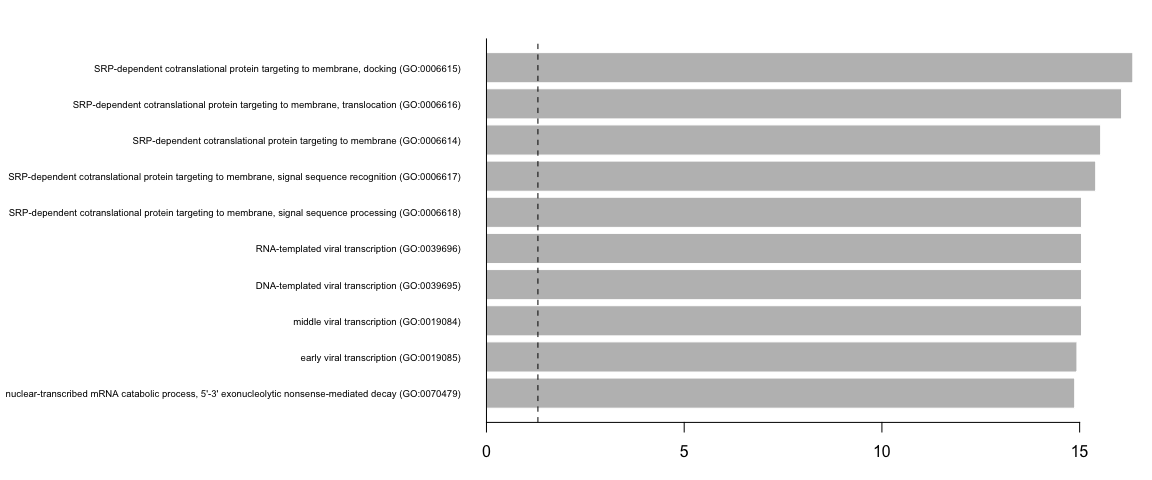 SRP-dependent cotranslational protein targeting to membrane, docking (GO:0006615)
SRP-dependent cotranslational protein targeting to membrane, translocation (GO:0006616)
SRP-dependent cotranslational protein targeting to membrane (GO:0006614)
SRP-dependent cotranslational protein targeting to membrane, signal sequence recognition (GO:0006617)
SRP-dependent cotranslational protein targeting to membrane, signal sequence processing (GO:0006618)
RNA-templated viral transcription (GO:0039696)
DNA-templated viral transcription (GO:0039695)
middle viral transcription (GO:0019084)
early viral transcription (GO:0019085)
nuclear-transcribed mRNA catabolic process, 5'-3' exonucleolytic nonsense-mediated decay (GO:0070479)
0 5 10 15